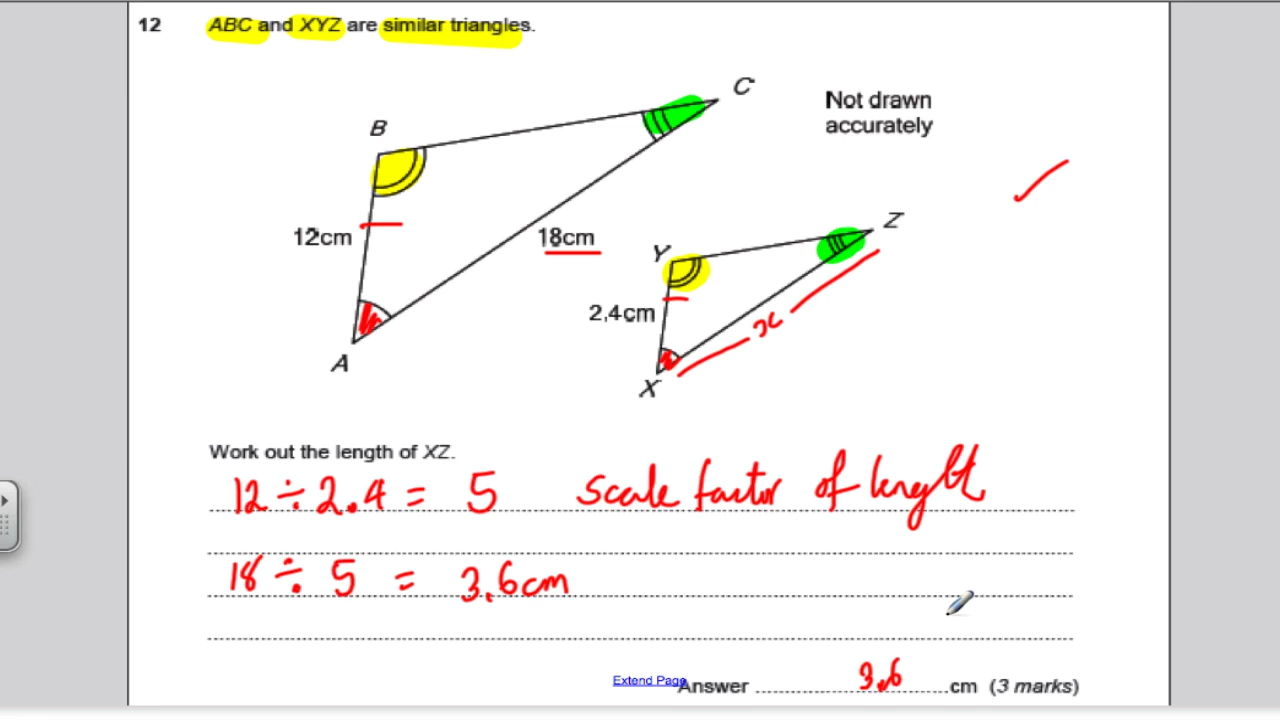 12 ABC and XYZ are similar triangles.
C
Not drawn
accurately
B
Z
12cm
18cm
Y
2.4cm
x
A
X
Work out the length of XZ.
12 ÷ 2.4 = 5 scale factor of length
18 ÷ 5 = 3.6cm
Extend Page
Answer 3.6 cm (3 marks)